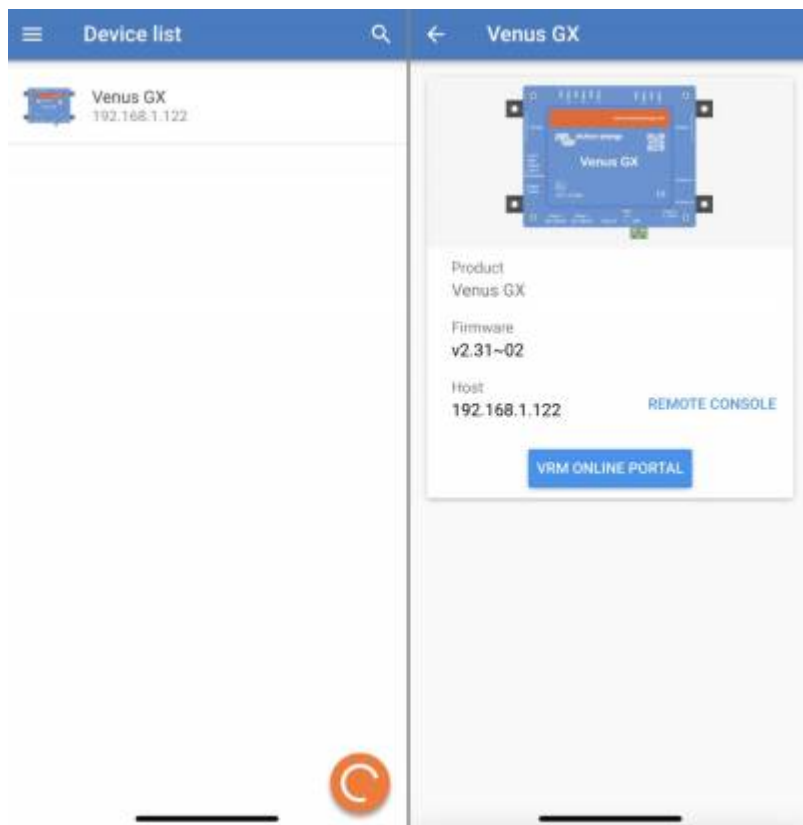 Device list
Venus GX
192.168.1.122
Venus GX
Venus GX
Product
Venus GX
Firmware
v2.31~02
Host
192.168.1.122
REMOTE CONSOLE
VRM ONLINE PORTAL